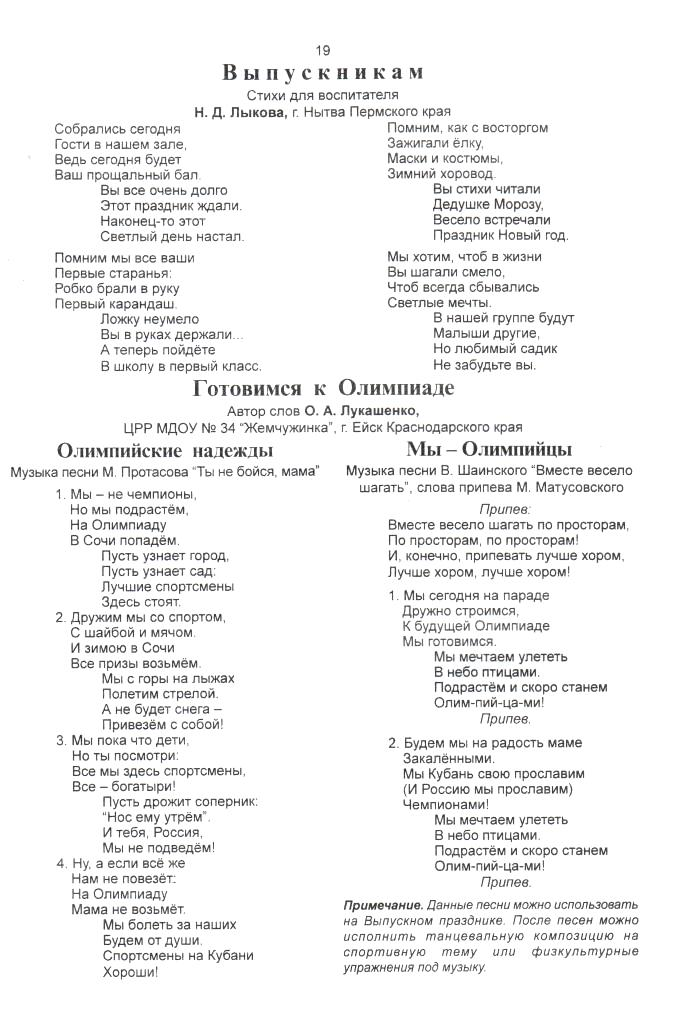 19
Выпускникам
Стихи для воспитателя
Н. Д. Лыкова, г. Нытва Пермского края
Собрались сегодня
Гости в нашем зале,
Ведь сегодня будет
Ваш прощальный бал.
Вы все очень долго
Этот праздник ждали.
Наконец-то этот
Светлый день настал.
Помним мы все ваши
Первые старанья:
Робко брали в руку
Первый карандаш.
Ложку неумело
Вы в руках держали...
А теперь пойдёте
В школу в первый класс.
Помним, как с восторгом
Зажигали ёлку,
Маски и костюмы,
Зимний хоровод.
Вы стихи читали
Дедушке Морозу,
Весело встречали
Праздник Новый год.
Мы хотим, чтоб в жизни
Вы шагали смело,
Чтоб всегда сбывались
Светлые мечты.
В нашей группе будут
Малыши другие,
Но любимый садик
Не забудьте вы.
Готовимся к Олимпиаде
Автор слов О. А. Лукашенко,
ЦРР МДОУ № 34 “Жемчужинка”, г. Ейск Краснодарского края
Олимпийские надежды
Музыка песни М. Протасова “Ты не бойся, мама”
1. Мы – не чемпионы,
Но мы подрастём,
На Олимпиаду
В Сочи попадём.
Пусть узнает город,
Пусть узнает сад:
Лучшие спортсмены
Здесь стоят.
2. Дружим мы со спортом,
С шайбой и мячом.
И зимою в Сочи
Все призы возьмём.
Мы с горы на лыжах
Полетим стрелой.
А не будет снега –
Привезём с собой!
3. Мы пока что дети,
Но ты посмотри:
Все мы здесь спортсмены,
Все – богатыри!
Пусть дрожит соперник:
“Нос ему утрём”.
И тебя, Россия,
Мы не подведём!
4. Ну, а если всё же
Нам не повезёт:
На Олимпиаду
Мама не возьмёт.
Мы болеть за наших
Будем от души.
Спортсмены на Кубани
Хороши!
Мы – Олимпийцы
Музыка песни В. Шаинского “Вместе весело
шагать”, слова припева М. Матусовского
Припев:
Вместе весело шагать по просторам,
По просторам, по просторам!
И, конечно, припевать лучше хором,
Лучше хором, лучше хором!
1. Мы сегодня на параде
Дружно строимся,
К будущей Олимпиаде
Мы готовимся.
Мы мечтаем улететь
В небо птицами.
Подрастём и скоро станем
Олим-пий-ца-ми!
Припев.
2. Будем мы на радость маме
Закалёнными.
Мы Кубань свою прославим
(И Россию мы прославим)
Чемпионами!
Мы мечтаем улететь
В небо птицами.
Подрастём и скоро станем
Олим-пий-ца-ми!
Припев.
Примечание. Данные песни можно использовать
на Выпускном празднике. После песен можно
исполнить танцевальную композицию на
спортивную тему или физкультурные
упражнения под музыку.